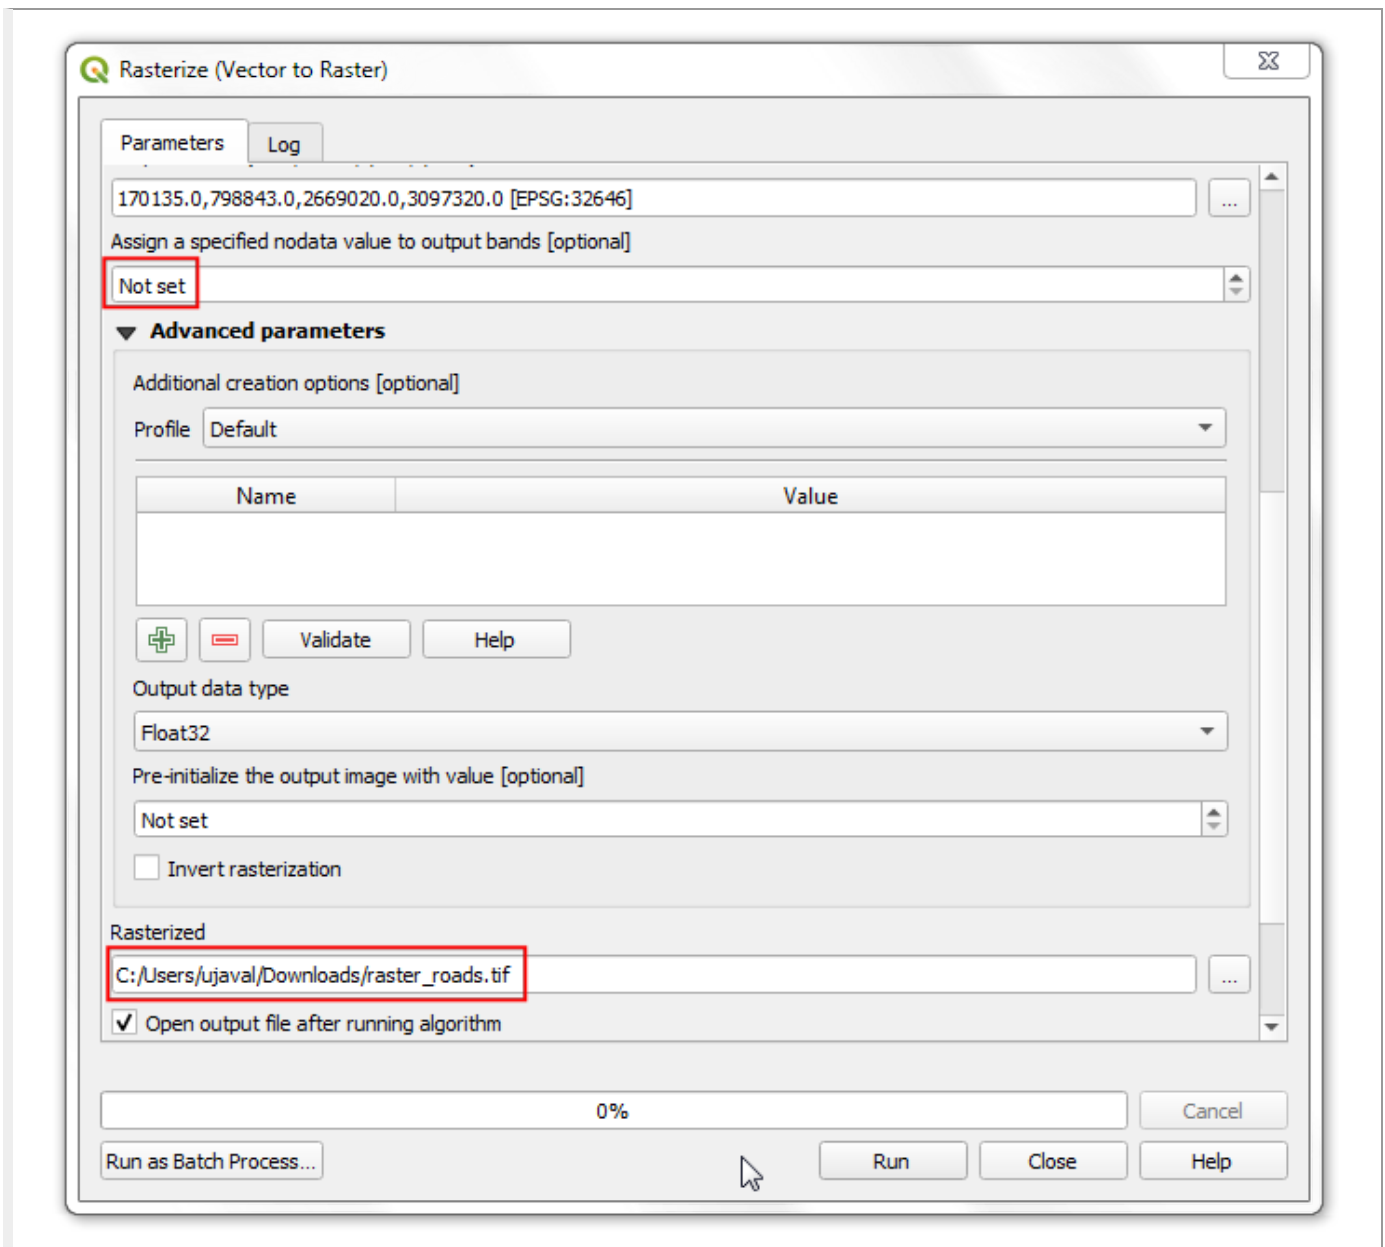 Rasterize (Vector to Raster)
Parameters
Log
170135.0,798843.0,2669020.0,3097320.0 [EPSG:32646]
...
Assign a specified nodata value to output bands [optional]
Not set
Advanced parameters
Additional creation options [optional]
Profile Default
Name Value
Validate Help
Output data type
Float32
Pre-initialize the output image with value [optional]
Not set
Invert rasterization
Rasterized
C:/Users/ujaval/Downloads/raster_roads.tif
...
Open output file after running algorithm
0%
Cancel
Run as Batch Process...
Run
Close
Help